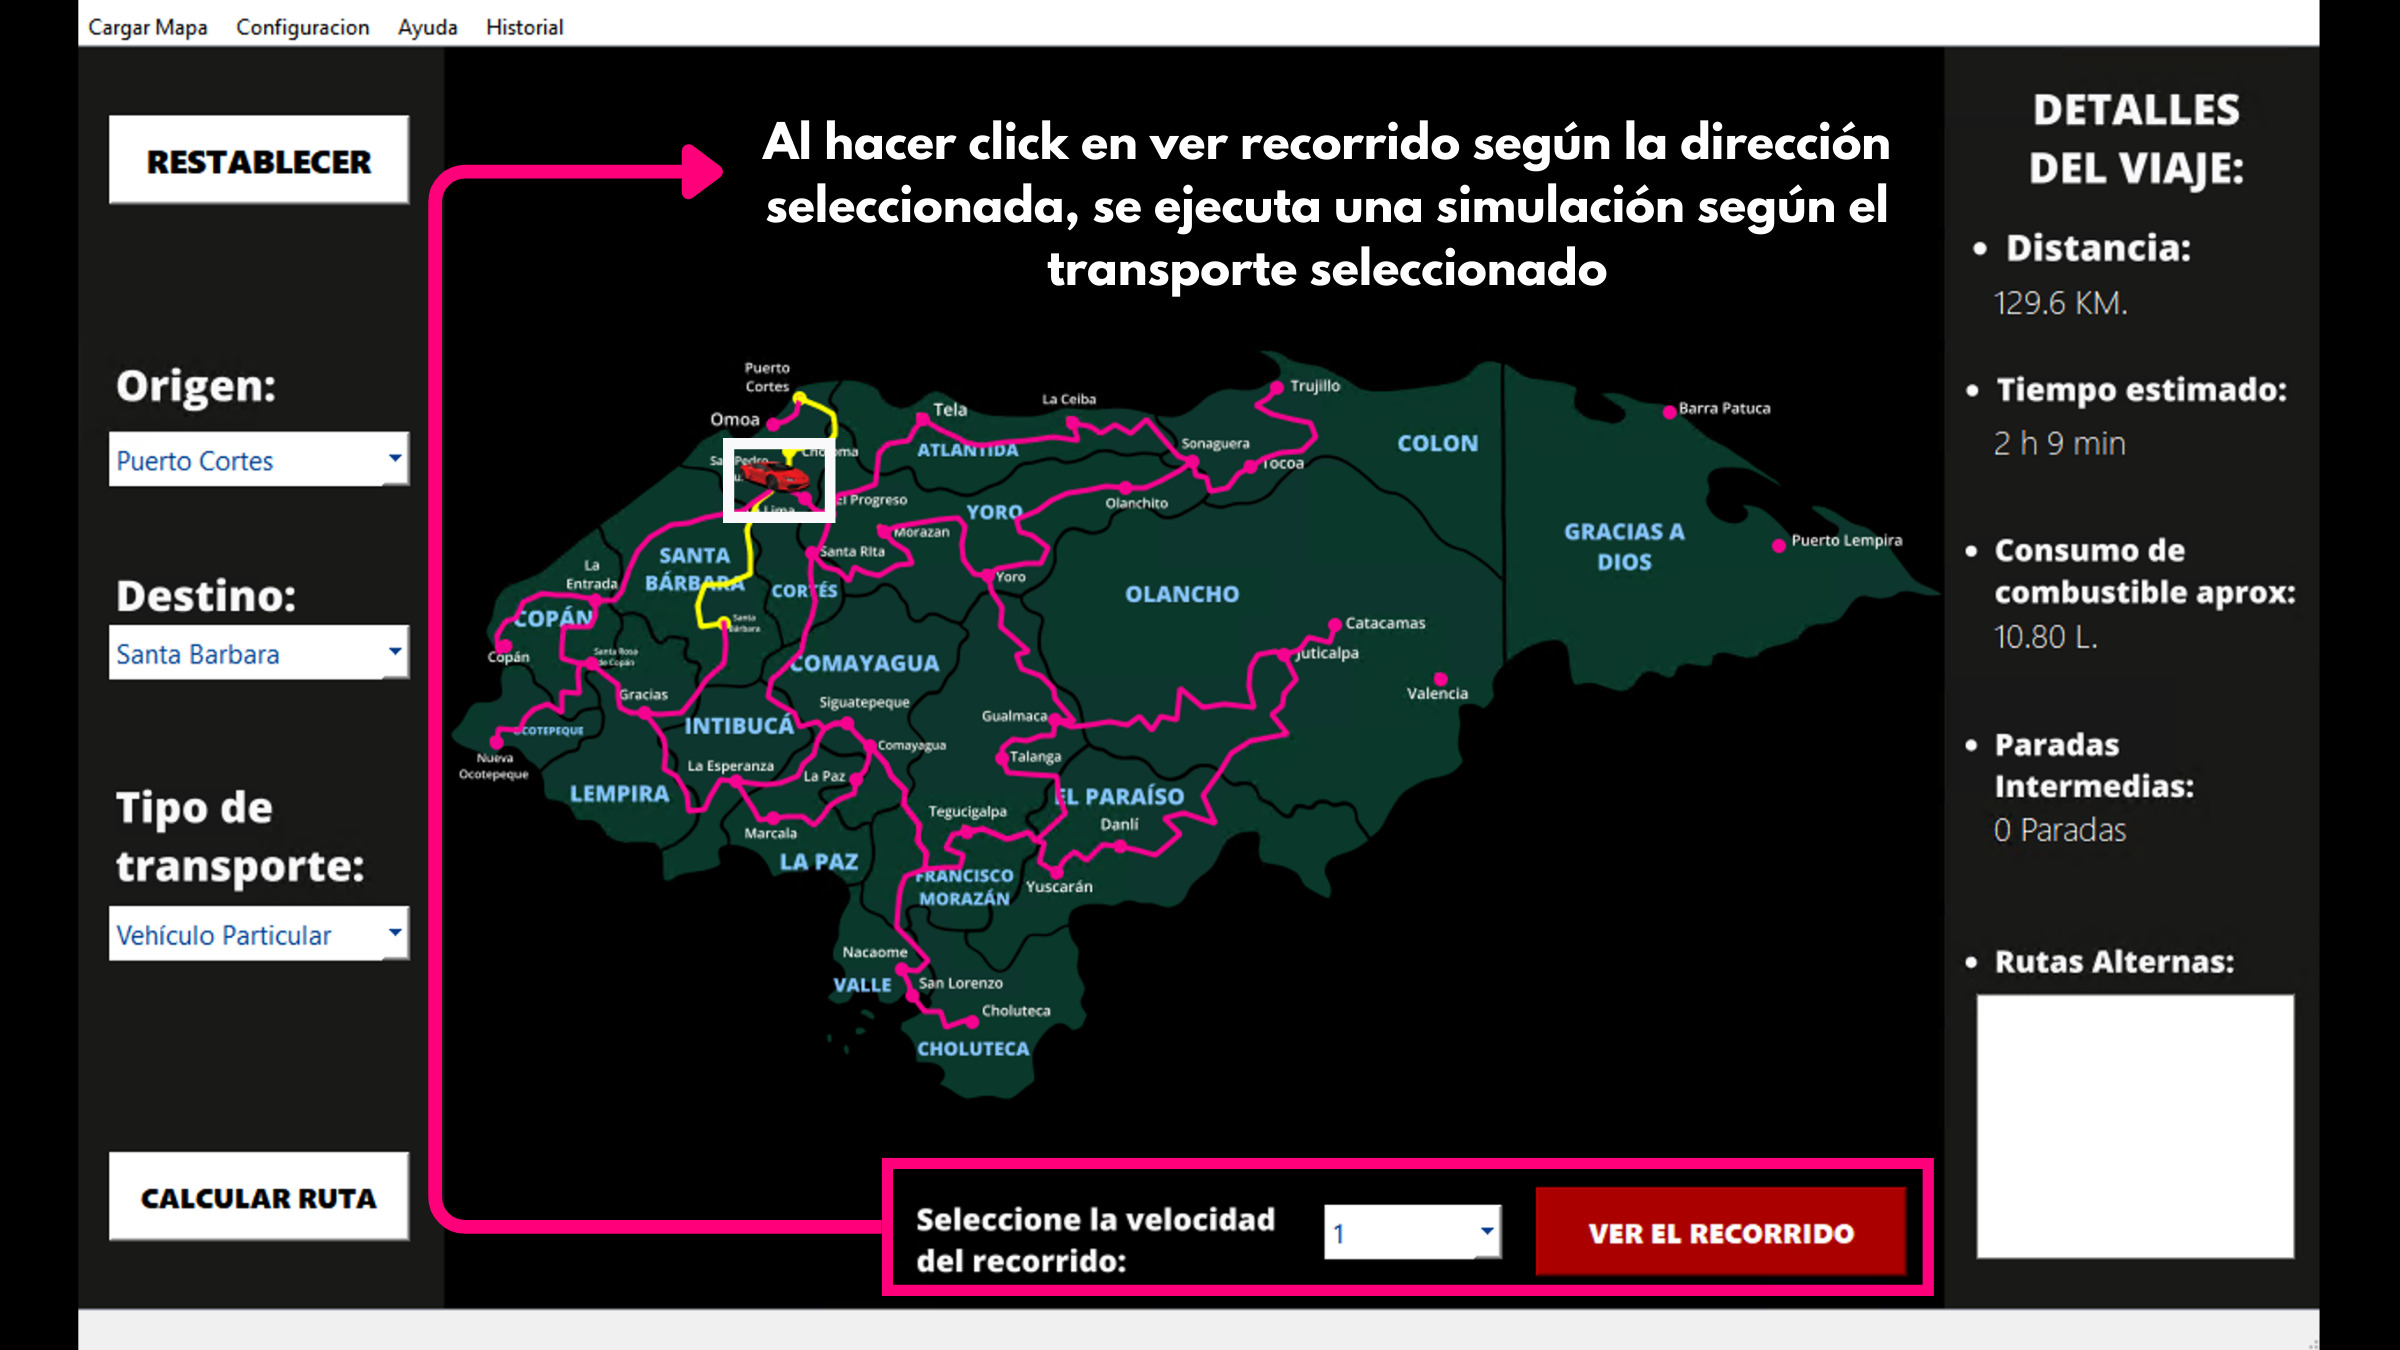 Cargar Mapa Configuracion Ayuda Historial
RESTABLECER
Origen:
Puerto Cortes
Destino:
Santa Barbara
Tipo de
transporte:
Vehículo Particular
CALCULAR RUTA
Al hacer click en ver recorrido según la dirección
seleccionada, se ejecuta una simulación según el
transporte seleccionado
Puerto
Cortes
Omoa
Tela
La Ceiba
Trujillo
Barra Patuca
ATLANTIDA
Sonaguera
COLON
Tocoa
El Progreso
Olanchito
YORO
Morazan
GRACIAS A
DIOS
Puerto Lempira
SANTA
BÁRBARA
Santa Rita
La
Entrada
Yoro
CORTÉS
OLANCHO
COPÁN
Santa
Bárbara
Catacamas
Copán
Santa Rosa
de Copán
COMAYAGUA
Juticalpa
Gracias
Valencia
Siguatepeque
INTIBUCÁ
Gualmaca
OCOTEPEQUE
Comayagua
Nueva
Ocotepeque
La Esperanza
La Paz
Talanga
LEMPIRA
EL PARAÍSO
Tegucigalpa
Danlí
Marcala
LA PAZ
FRANCISCO
MORAZÁN
Yuscarán
Nacaome
VALLE
San Lorenzo
Choluteca
CHOLUTECA
Seleccione la velocidad
del recorrido:
1
VER EL RECORRIDO
DETALLES
DEL VIAJE:
• Distancia:
129.6 KM.
• Tiempo estimado:
2 h 9 min
• Consumo de
combustible aprox:
10.80 L.
• Paradas
Intermedias:
0 Paradas
• Rutas Alternas: